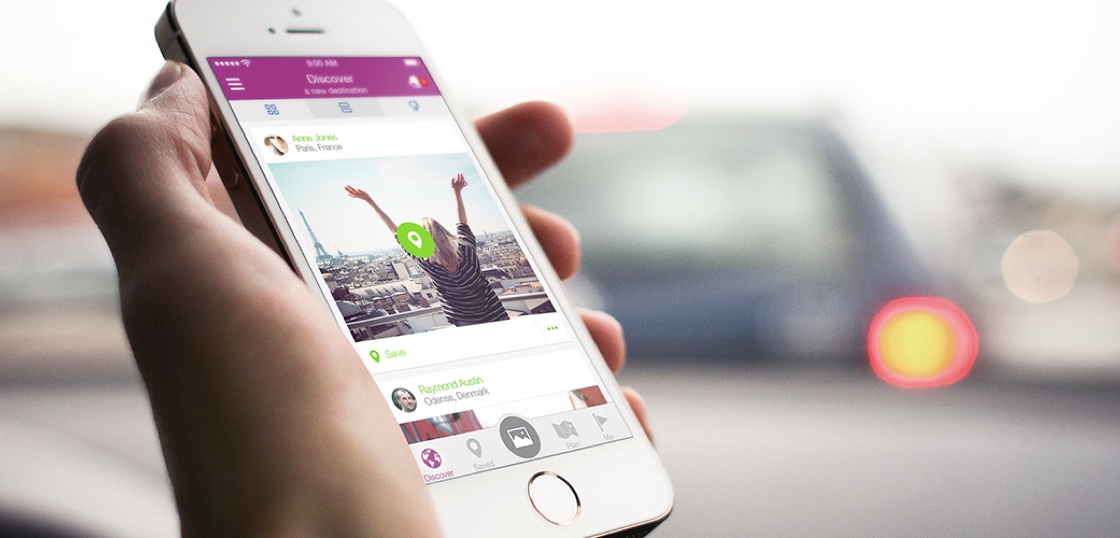 9:00 AM
Discover
a new destination
Anne Jones
Paris, France
Save
Raymond Austin
Odense, Denmark
Discover
Saved
Plan
Me